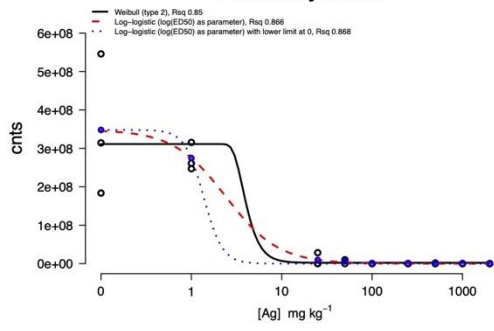 Weibull (type 2), Rsq 0.85
Log-logistic (log(ED50) as parameter), Rsq 0.866
Log-logistic (log(ED50) as parameter) with lower limit at 0, Rsq 0.868
6e+08
5e+08
4e+08
3e+08
2e+08
1e+08
0e+00
cnts
0 1 10 100 1000
[Ag] mg kg⁻¹